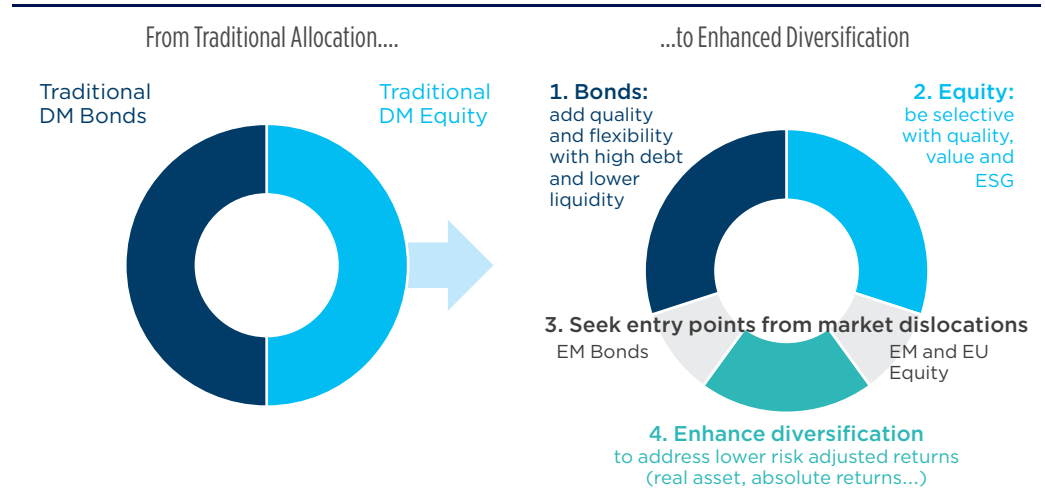 From Traditional Allocation....
...to Enhanced Diversification
Traditional
DM Bonds
Traditional
DM Equity
1. Bonds:
add quality
and flexibility
with high debt
and lower
liquidity
2. Equity:
be selective
with quality,
value and
ESG
3. Seek entry points from market dislocations
EM Bonds
EM and EU
Equity
4. Enhance diversification
to address lower risk adjusted returns
(real asset, absolute returns...)